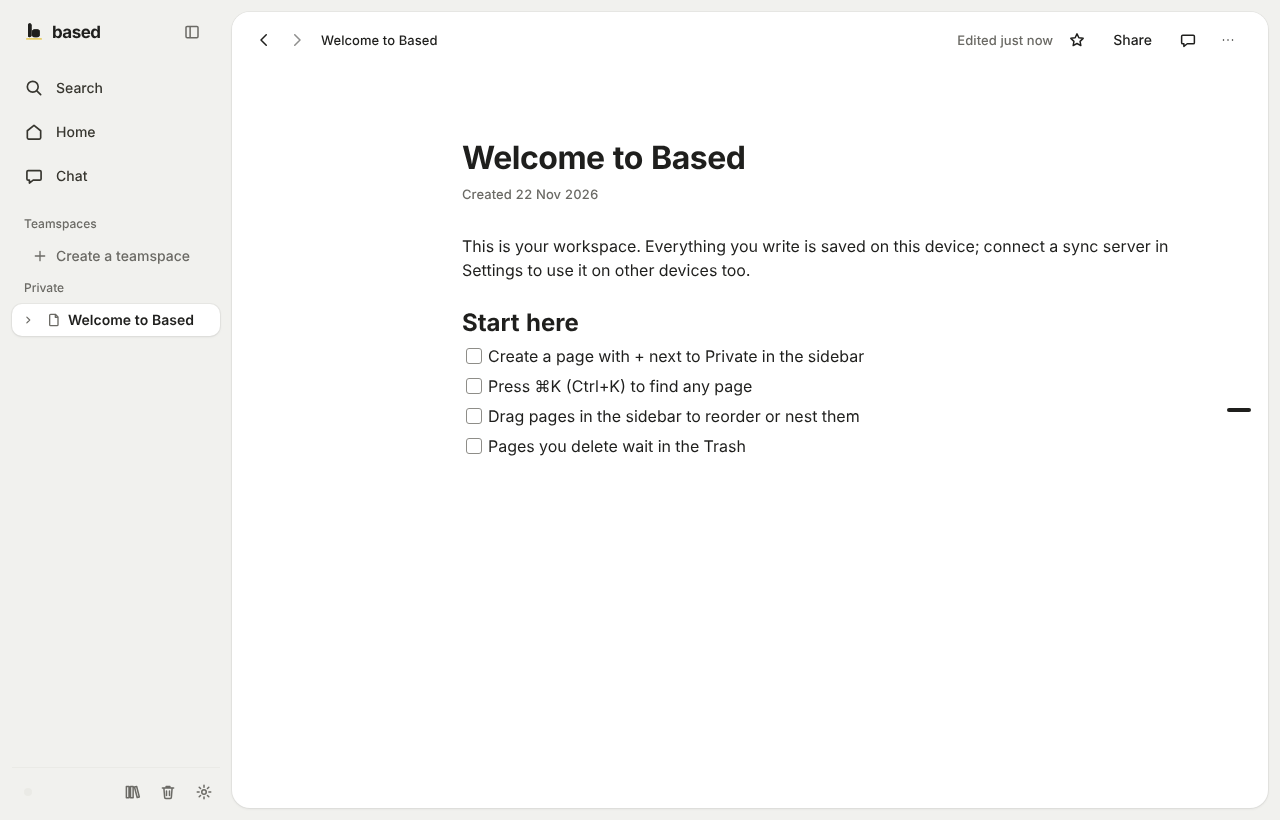 based
Search
Home
Chat
Teamspaces
Create a teamspace
Private
Welcome to Based
Welcome to Based
Edited just now
Share
Welcome to Based
Created 22 Nov 2026
This is your workspace. Everything you write is saved on this device; connect a sync server in
Settings to use it on other devices too.
Start here
Create a page with + next to Private in the sidebar
Press ⌘K (Ctrl+K) to find any page
Drag pages in the sidebar to reorder or nest them
Pages you delete wait in the Trash